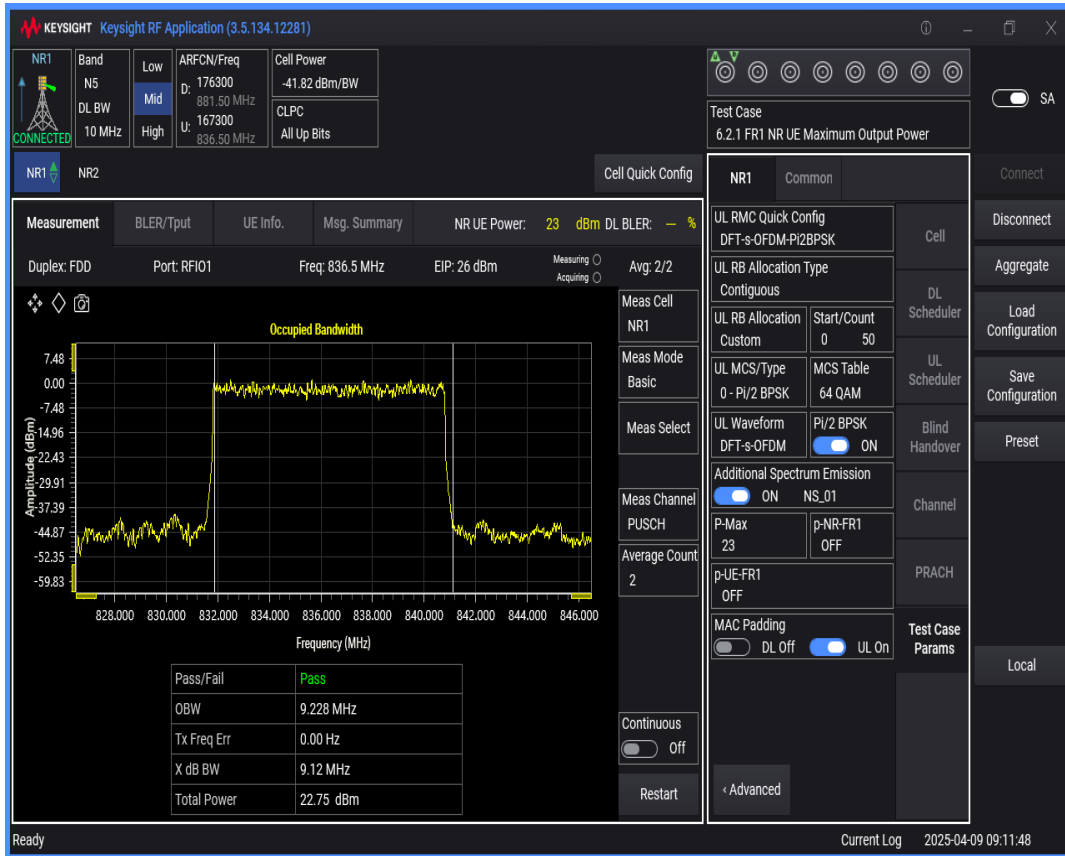 KEYSIGHT Keysight RF Application (3.5.134.12281)
NR1
CONNECTED
Band
N5
DL BW
10 MHz
Low
Mid
High
ARFCN/Freq
D: 176300
881.50 MHz
U: 167300
836.50 MHz
Cell Power
-41.82 dBm/BW
CLPC
All Up Bits
Test Case
6.2.1 FR1 NR UE Maximum Output Power
SA
NR1 NR2
Cell Quick Config
Measurement BLER/Tput UE Info. Msg. Summary NR UE Power: 23 dBm DL BLER: --- %
Duplex: FDD Port: RFIO1 Freq: 836.5 MHz EIP: 26 dBm Measuring Acquiring Avg: 2/2
Occupied Bandwidth
Amplitude (dBm)
7.48
0.00
-7.48
-14.96
-22.43
-29.91
-37.39
-44.87
-52.35
-59.83
828.000 830.000 832.000 834.000 836.000 838.000 840.000 842.000 844.000 846.000
Frequency (MHz)
Pass/Fail Pass
OBW 9.228 MHz
Tx Freq Err 0.00 Hz
X dB BW 9.12 MHz
Total Power 22.75 dBm
Meas Cell
NR1
Meas Mode
Basic
Meas Select
Meas Channel
PUSCH
Average Count
2
Continuous
Off
Restart
NR1 Common
UL RMC Quick Config
DFT-s-OFDM-Pi2BPSK
UL RB Allocation Type
Contiguous
UL RB Allocation
Custom
Start/Count
0 50
UL MCS/Type
0 - Pi/2 BPSK
MCS Table
64 QAM
UL Waveform
DFT-s-OFDM
Pi/2 BPSK
ON
Additional Spectrum Emission
ON NS_01
P-Max
23
p-NR-FR1
OFF
p-UE-FR1
OFF
MAC Padding
DL Off UL On
‹ Advanced
Cell
DL
Scheduler
UL
Scheduler
Blind
Handover
Channel
PRACH
Test Case
Params
Connect
Disconnect
Aggregate
Load
Configuration
Save
Configuration
Preset
Local
Ready
Current Log 2025-04-09 09:11:48